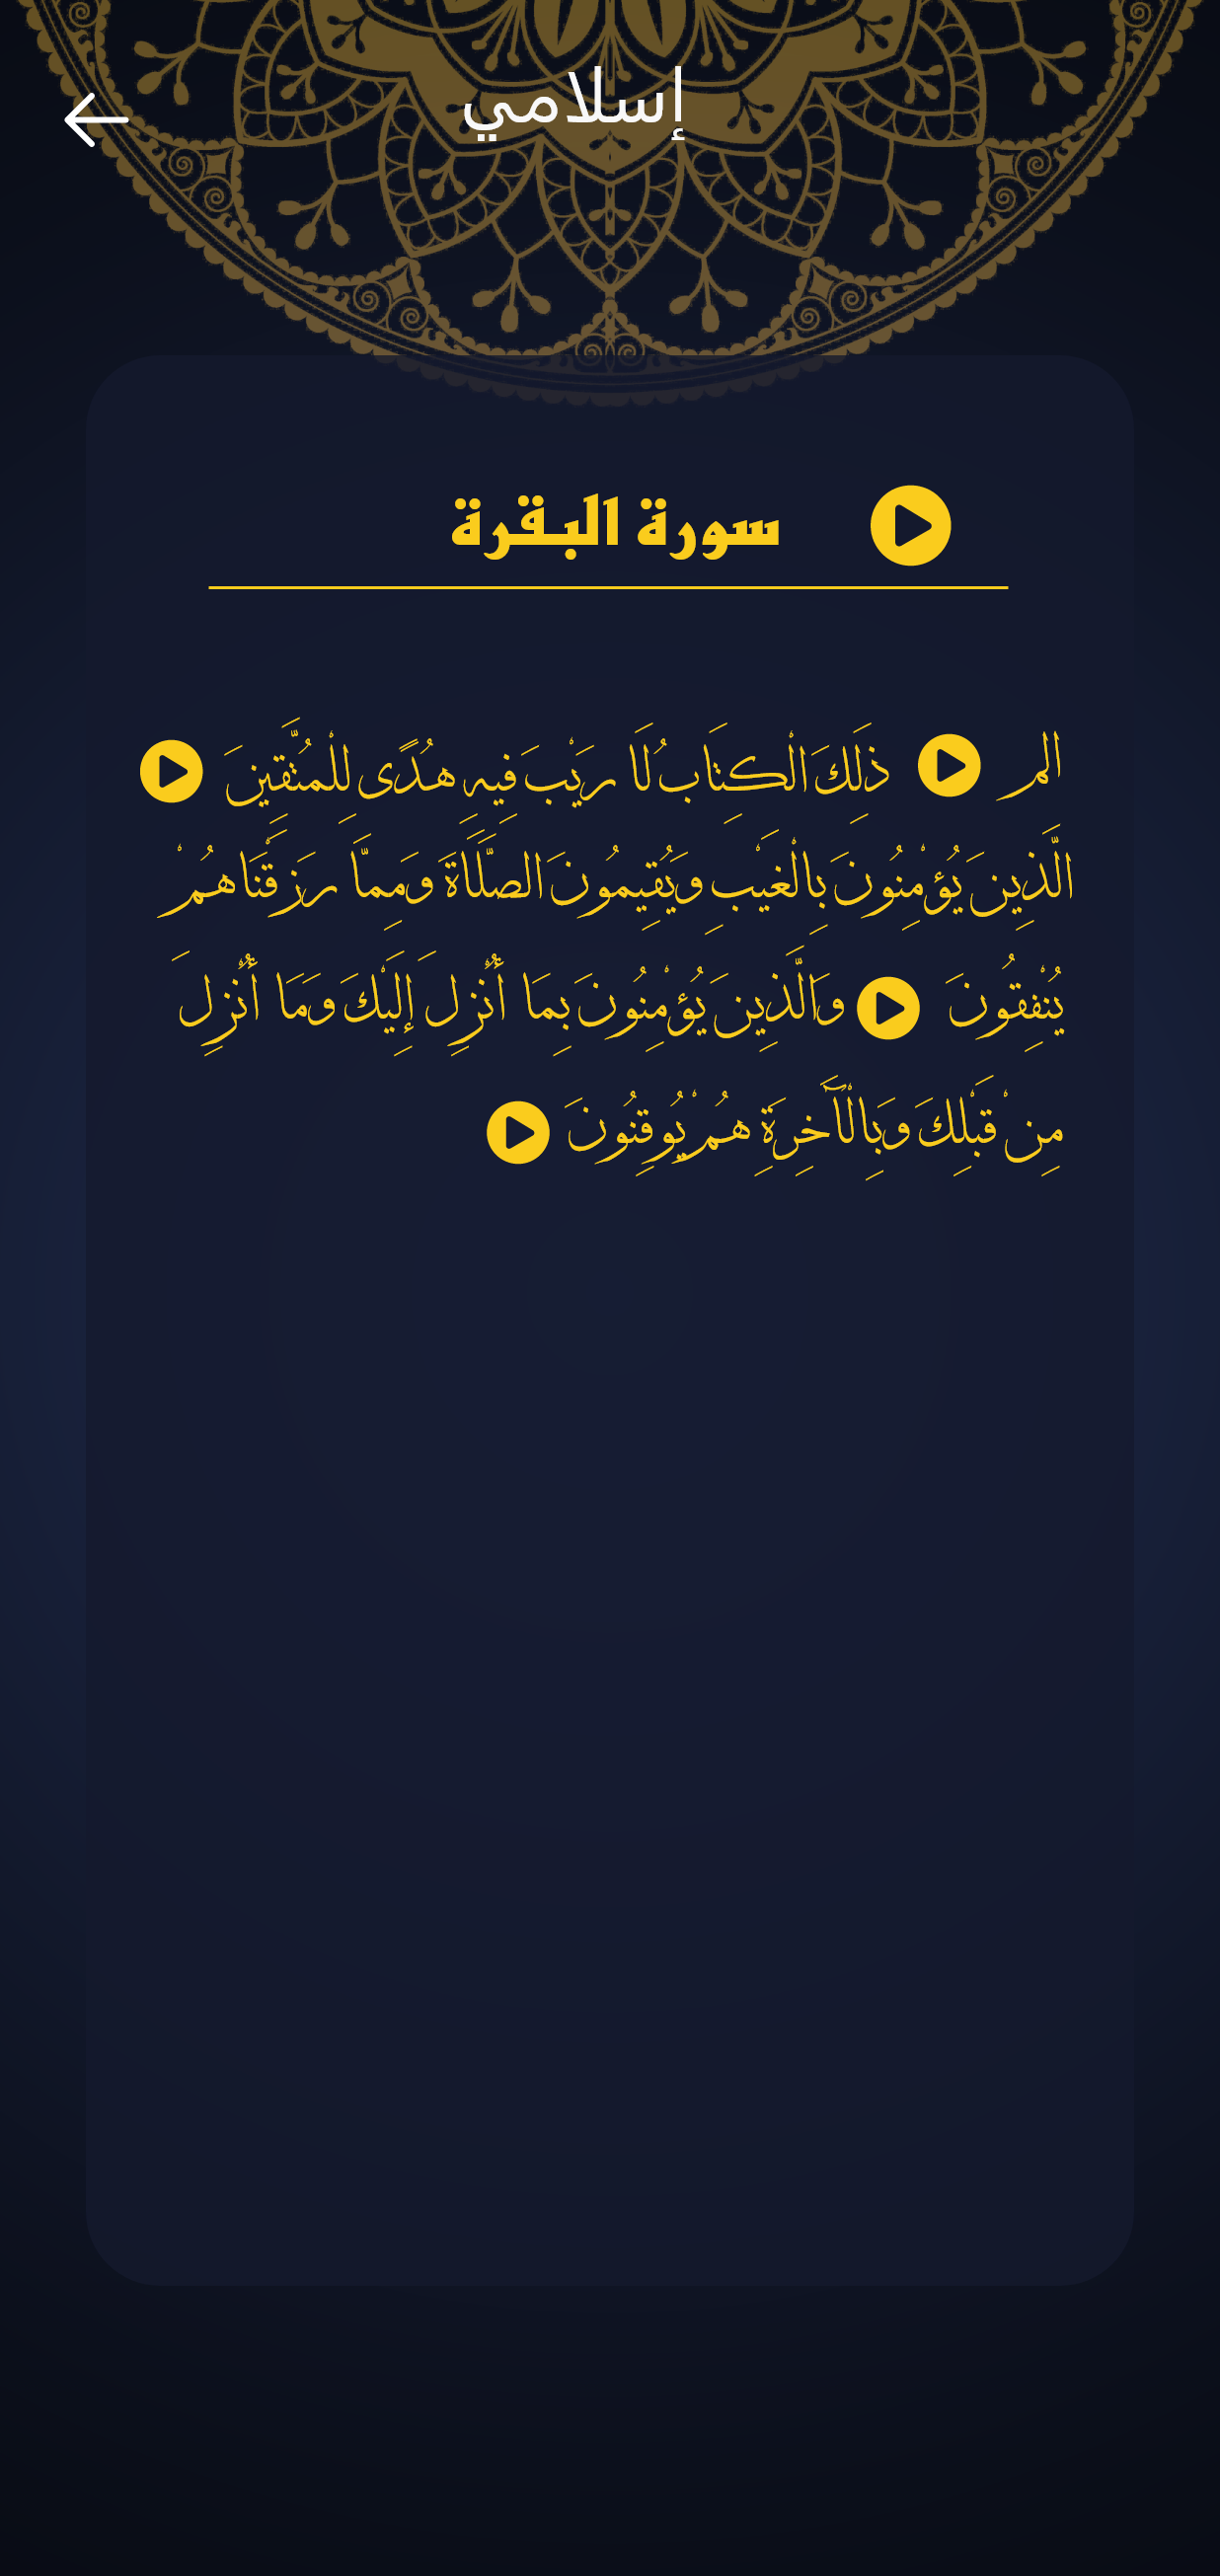 إسلامي
سورة البقرة
الم ذَلِكَ الْكِتَابُ لَا رَيْبَ فِيهِ هُدًى لِلْمُتَّقِينَ
الَّذِينَ يُؤْمِنُونَ بِالْغَيْبِ وَيُقِيمُونَ الصَّلَاةَ وَمِمَّا رَزَقْنَاهُمْ
يُنْفِقُونَ وَالَّذِينَ يُؤْمِنُونَ بِمَا أُنْزِلَ إِلَيْكَ وَمَا أُنْزِلَ
مِنْ قَبْلِكَ وَبِالْآخِرَةِ هُمْ يُوقِنُونَ